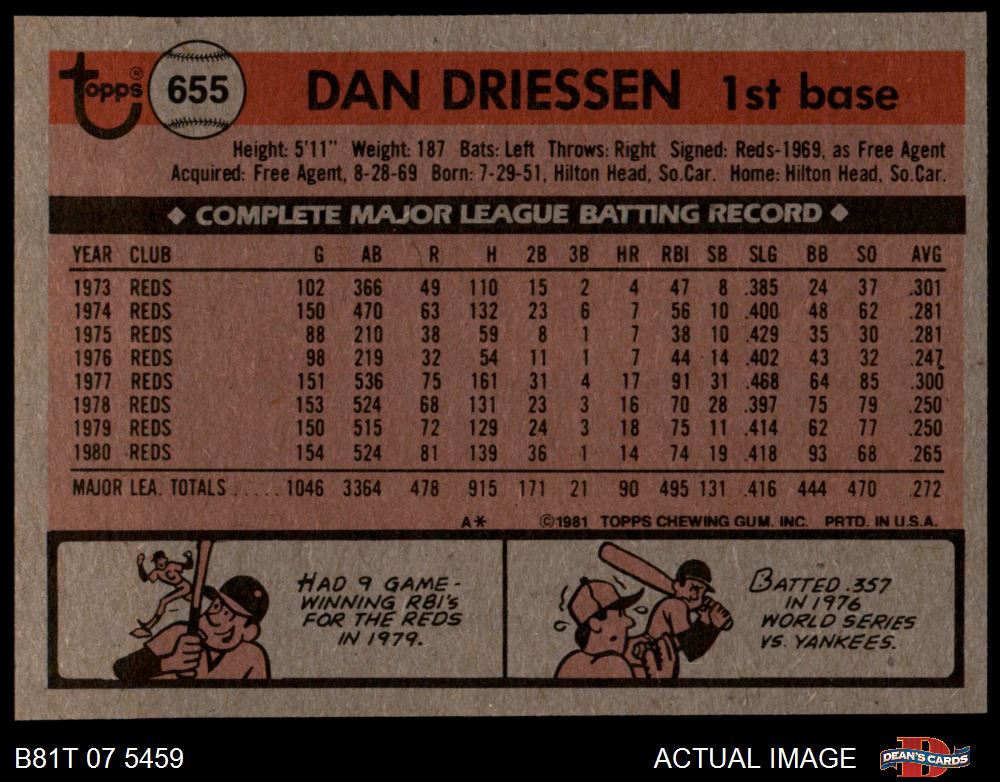 Topps® 655 DAN DRIESSEN 1st base
Height: 5'11" Weight: 187 Bats: Left Throws: Right Signed: Reds-1969, as Free Agent
Acquired: Free Agent, 8-28-69 Born: 7-29-51, Hilton Head, So.Car. Home: Hilton Head, So.Car.
◆ COMPLETE MAJOR LEAGUE BATTING RECORD ◆
YEAR CLUB G AB R H 2B 3B HR RBI SB SLG BB SO AVG
1973 REDS 102 366 49 110 15 2 4 47 8 .385 24 37 .301
1974 REDS 150 470 63 132 23 6 7 56 10 .400 48 62 .281
1975 REDS 88 210 38 59 8 1 7 38 10 .429 35 30 .281
1976 REDS 98 219 32 54 11 1 7 44 14 .402 43 32 .247
1977 REDS 151 536 75 161 31 4 17 91 31 .468 64 85 .300
1978 REDS 153 524 68 131 23 3 16 70 28 .397 75 79 .250
1979 REDS 150 515 72 129 24 3 18 75 11 .414 62 77 .250
1980 REDS 154 524 81 139 36 1 14 74 19 .418 93 68 .265
MAJOR LEA. TOTALS ..... 1046 3364 478 915 171 21 90 495 131 .416 444 470 .272
A* ©1981 TOPPS CHEWING GUM. INC. PRTD. IN U.S.A.
HAD 9 GAME-
WINNING RBI'S
FOR THE REDS
IN 1979.
BATTED .357
IN 1976
WORLD SERIES
VS. YANKEES.
B81T 07 5459 ACTUAL IMAGE DEAN'S CARDS